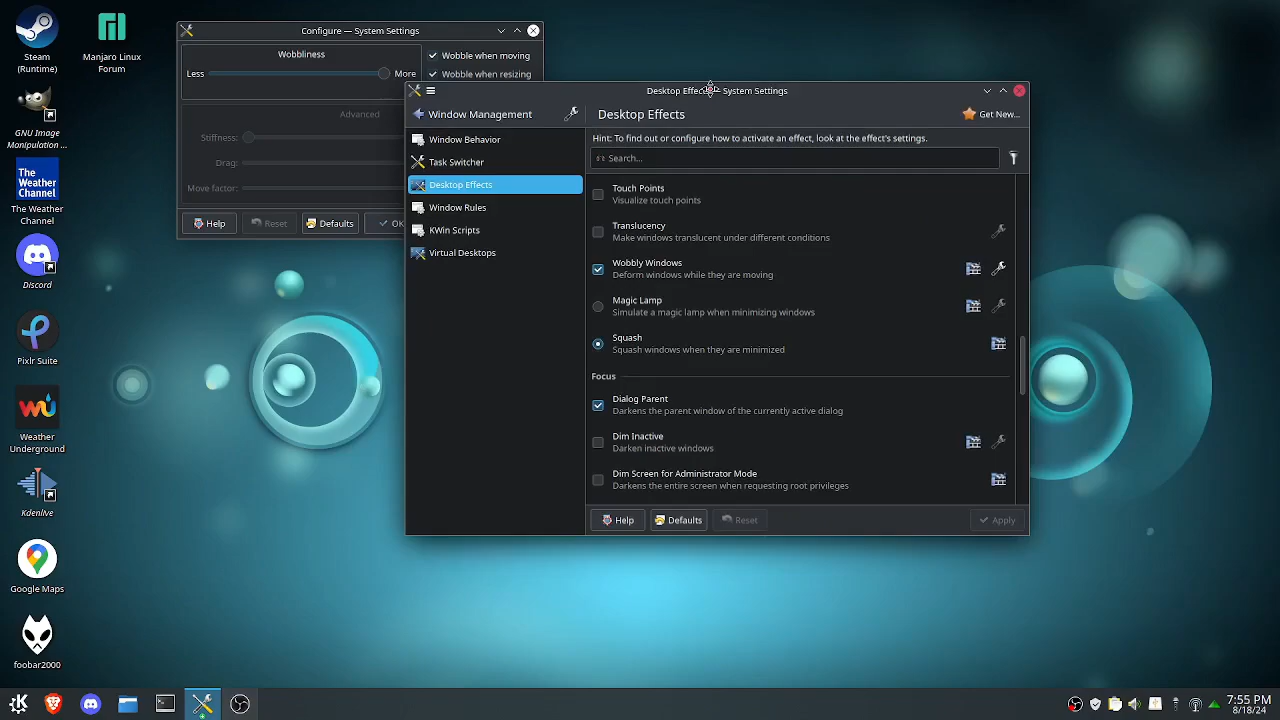 Steam
(Runtime)
Manjaro Linux
Forum
GNU Image
Manipulation ...
The
Weather
Channel
The Weather
Channel
Discord
Pixlr Suite
Weather
Underground
Kdenlive
Google Maps
foobar2000
Configure — System Settings
Wobbliness
Less
More
Wobble when moving
Wobble when resizing
Advanced
Stiffness:
Drag:
Move factor:
Help
Reset
Defaults
OK
System Settings
Window Management
Desktop Effects
Get New...
Window Behavior
Task Switcher
Desktop Effects
Window Rules
KWin Scripts
Virtual Desktops
Hint: To find out or configure how to activate an effect, look at the effect's settings.
Search...
Touch Points
Visualize touch points
Translucency
Make windows translucent under different conditions
Wobbly Windows
Deform windows while they are moving
Magic Lamp
Simulate a magic lamp when minimizing windows
Squash
Squash windows when they are minimized
Focus
Dialog Parent
Darkens the parent window of the currently active dialog
Dim Inactive
Darken inactive windows
Dim Screen for Administrator Mode
Darkens the entire screen when requesting root privileges
Help
Defaults
Reset
Apply
7:55 PM
8/18/24